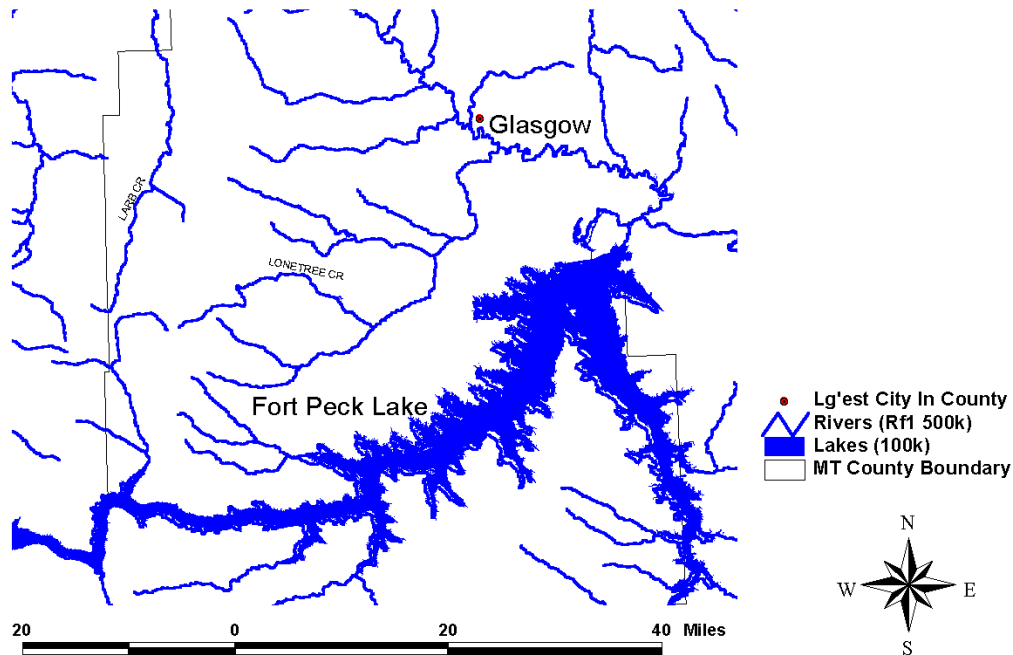 Glasgow
LARB CR
LONETREE CR
Fort Peck Lake
Lg'est City In County
Rivers (Rf1 500k)
Lakes (100k)
MT County Boundary
N
W E
S
20 0 20 40 Miles